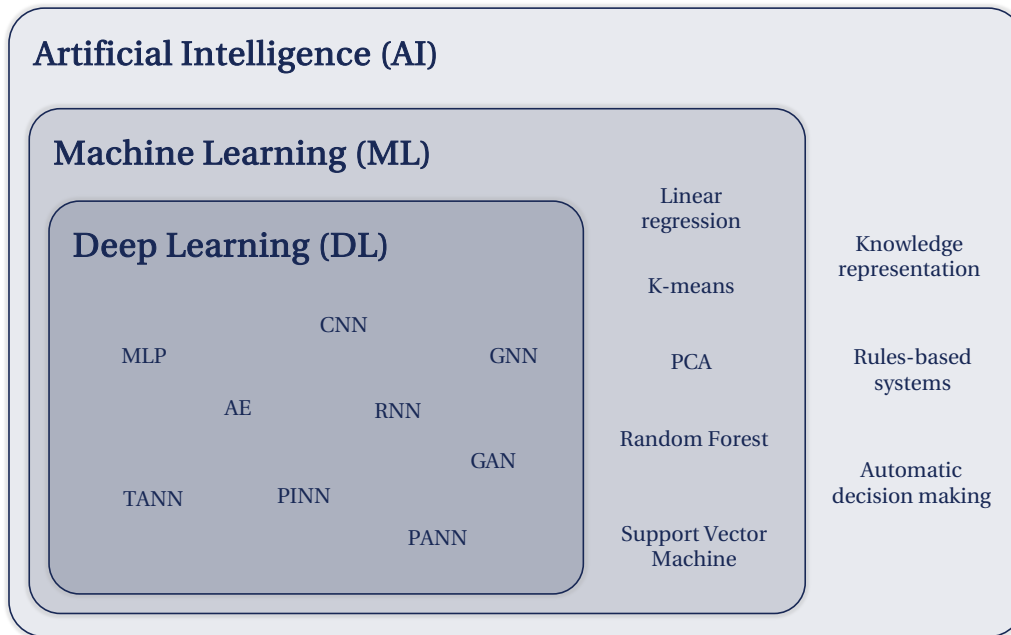 Artificial Intelligence (AI)
Machine Learning (ML)
Deep Learning (DL)
CNN
MLP
GNN
AE
RNN
GAN
TANN
PINN
PANN
Linear
regression
K-means
PCA
Random Forest
Support Vector
Machine
Knowledge
representation
Rules-based
systems
Automatic
decision making